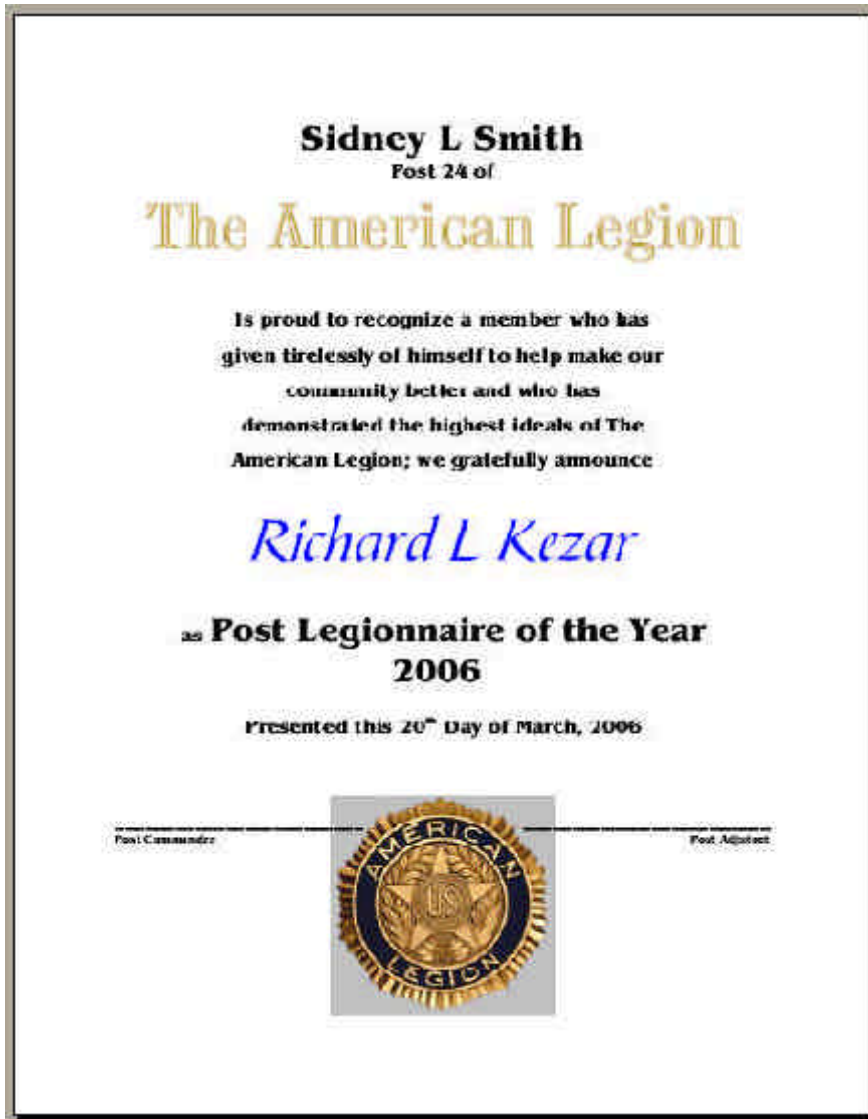 Sidney L Smith
Post 24 of
The American Legion
Is proud to recognize a member who has
given tirelessly of himself to help make our
community better and who has
demonstrated the highest ideals of The
American Legion; we gratefully announce
Richard L Kezar
as Post Legionnaire of the Year
2006
Presented this 20th Day of March, 2006
Post Commander Post Adjutant
AMERICAN
US
LEGION